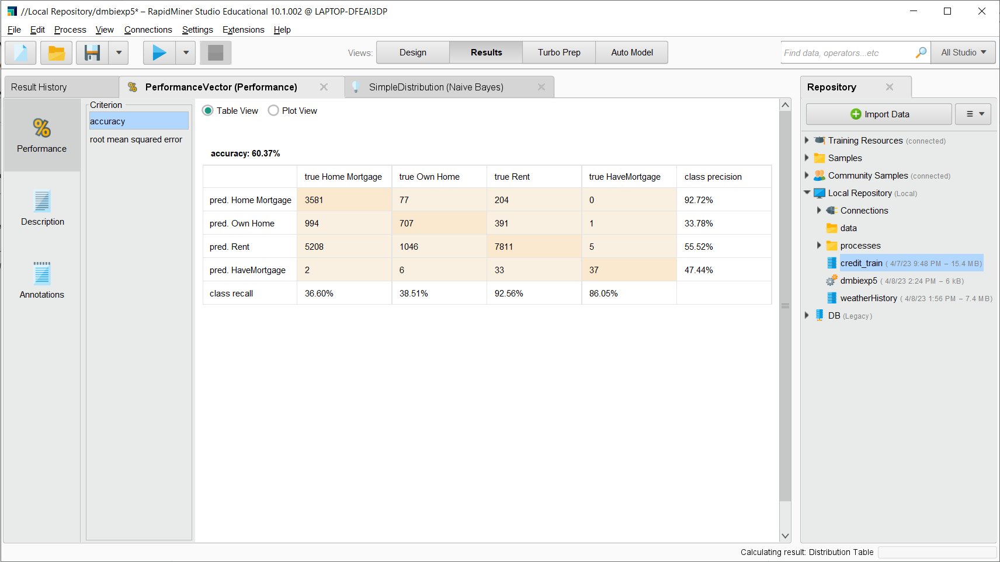 //Local Repository/dmbiexp5* – RapidMiner Studio Educational 10.1.002 @ LAPTOP-DFEAI3DP
File Edit Process View Connections Settings Extensions Help
Views: Design Results Turbo Prep Auto Model Find data, operators...etc All Studio
Result History PerformanceVector (Performance) SimpleDistribution (Naive Bayes)
Performance
Description
Annotations
Criterion
accuracy
root mean squared error
Table View Plot View
accuracy: 60.37%
true Home Mortgage true Own Home true Rent true HaveMortgage class precision
pred. Home Mortgage 3581 77 204 0 92.72%
pred. Own Home 994 707 391 1 33.78%
pred. Rent 5208 1046 7811 5 55.52%
pred. HaveMortgage 2 6 33 37 47.44%
class recall 36.60% 38.51% 92.56% 86.05%
Repository
Import Data
Training Resources (connected)
Samples
Community Samples (connected)
Local Repository (Local)
Connections
data
processes
credit_train ( 4/7/23 9:48 PM – 15.4 MB)
dmbiexp5 ( 4/8/23 2:24 PM – 6 kB)
weatherHistory ( 4/8/23 1:56 PM – 7.4 MB)
DB (Legacy)
Calculating result: Distribution Table